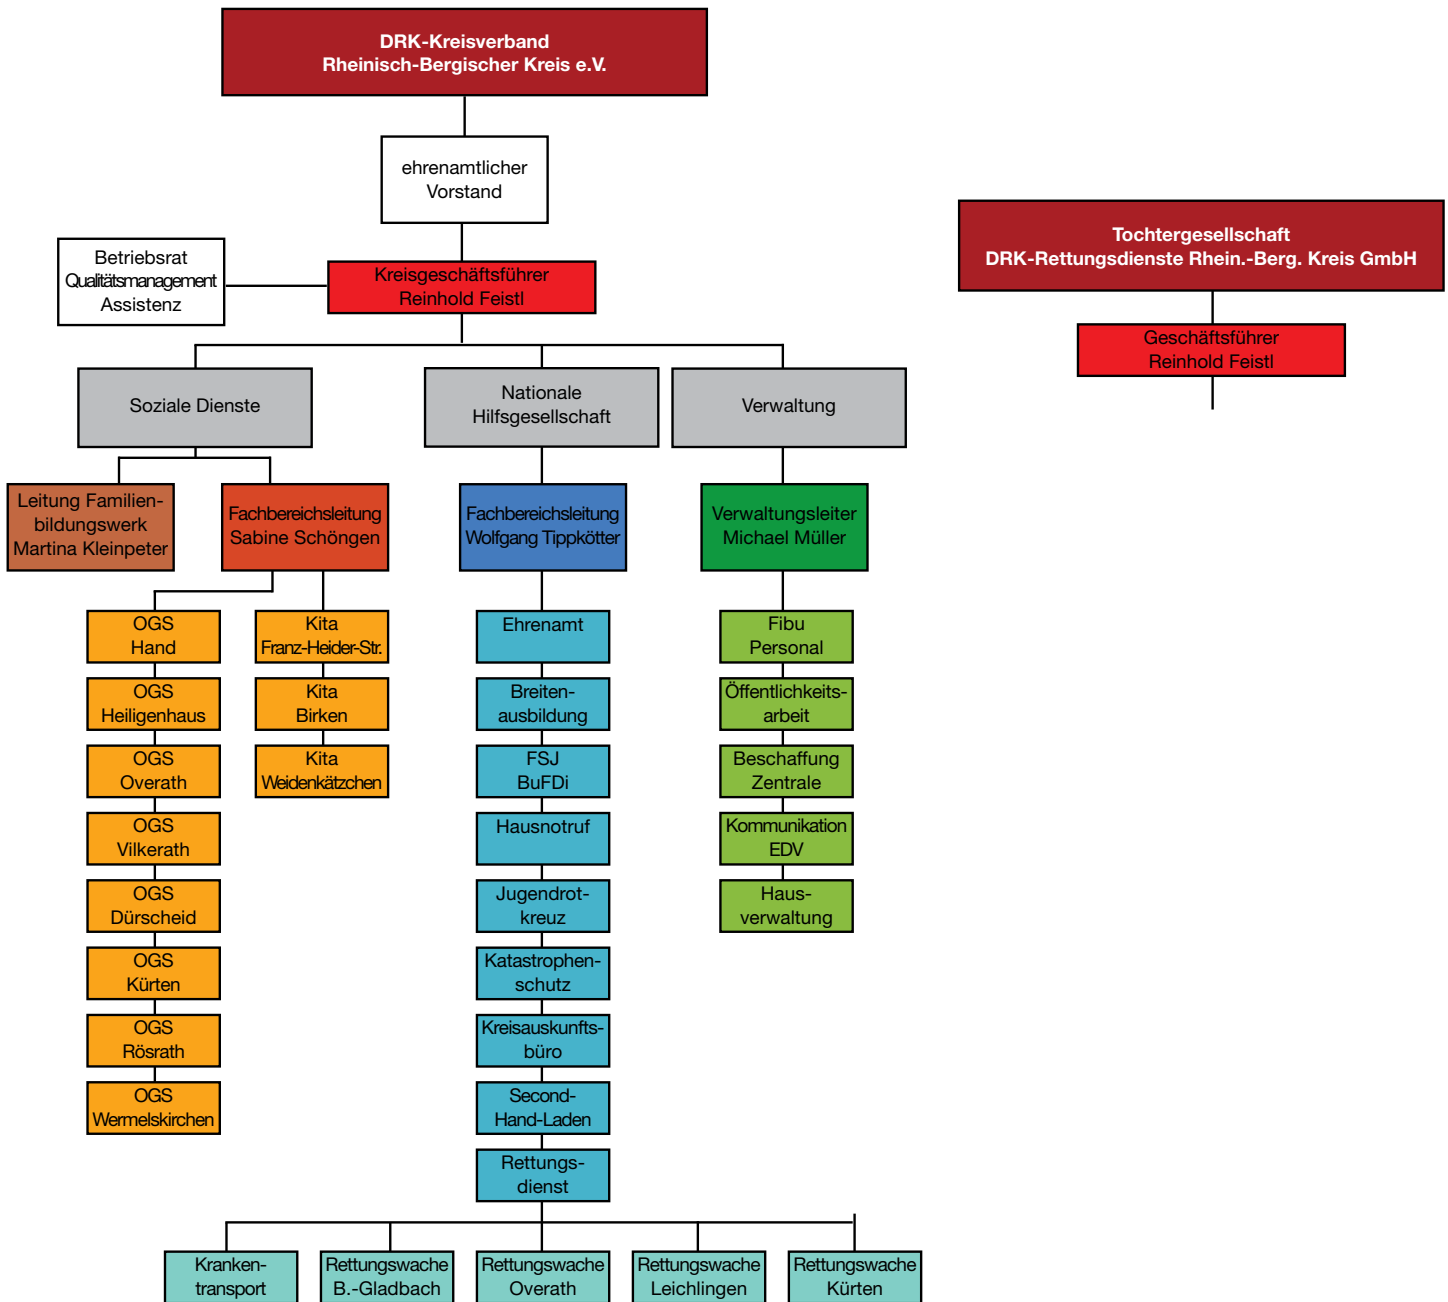 DRK-Kreisverband
Rheinisch-Bergischer Kreis e.V.
ehrenamtlicher
Vorstand
Betriebsrat
Qualitätsmanagement
Assistenz
Kreisgeschäftsführer
Reinhold Feistl
Tochtergesellschaft
DRK-Rettungsdienste Rhein.-Berg. Kreis GmbH
Geschäftsführer
Reinhold Feistl
Soziale Dienste
Nationale
Hilfsgesellschaft
Verwaltung
Leitung Familien-
bildungswerk
Martina Kleinpeter
Fachbereichsleitung
Sabine Schöngen
Fachbereichsleitung
Wolfgang Tippkötter
Verwaltungsleiter
Michael Müller
OGS
Hand
OGS
Heiligenhaus
OGS
Overath
OGS
Vilkerath
OGS
Dürscheid
OGS
Kürten
OGS
Rösrath
OGS
Wermelskirchen
Kita
Franz-Heider-Str.
Kita
Birken
Kita
Weidenkätzchen
Ehrenamt
Breiten-
ausbildung
FSJ
BuFDi
Hausnotruf
Jugendrot-
kreuz
Katastrophen-
schutz
Kreisauskunfts-
büro
Second-
Hand-Laden
Rettungs-
dienst
Fibu
Personal
Öffentlichkeits-
arbeit
Beschaffung
Zentrale
Kommunikation
EDV
Haus-
verwaltung
Kranken-
transport
Rettungswache
B.-Gladbach
Rettungswache
Overath
Rettungswache
Leichlingen
Rettungswache
Kürten